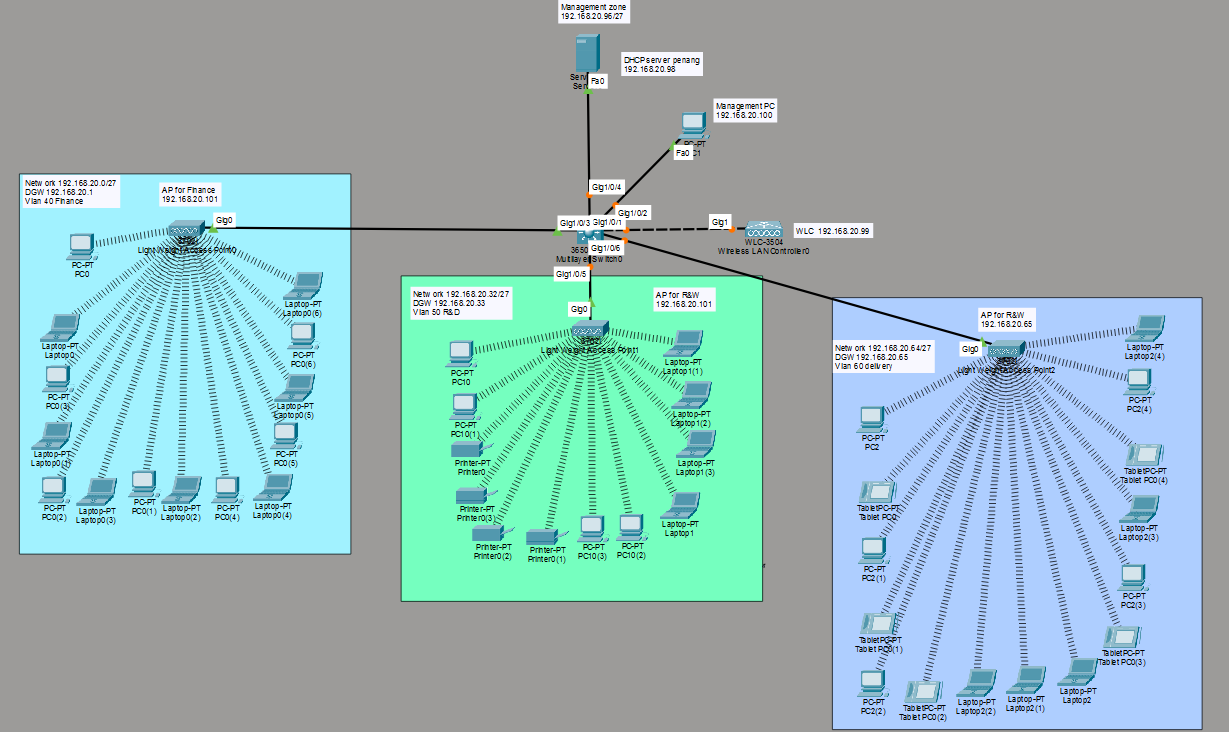 Management zone
192.168.20.96/27
DHCP server penang
192.168.20.98
Fa0
Management PC
192.168.20.100
Fa0
Gig1/0/4
Gig1/0/2
Gig1/0/3
Gig1/0/1
Gig1
WLC 192.168.20.99
WLC-3504
Wireless LAN Controller0
Gig1/0/6
Gig1/0/5
Network 192.168.20.0/27
DGW 192.168.20.1
Vlan 40 Finance
AP for Finance
192.168.20.101
Gig0
Light Weight Access Point0
PC-PT
PC0
Laptop-PT
Laptop0(6)
Laptop-PT
Laptop0
PC-PT
PC0(6)
PC-PT
PC0(3)
Laptop-PT
Laptop0(5)
Laptop-PT
Laptop0(1)
PC-PT
PC0(5)
PC-PT
PC0(2)
Laptop-PT
Laptop0(3)
PC-PT
PC0(1)
Laptop-PT
Laptop0(2)
PC-PT
PC0(4)
Laptop-PT
Laptop0(4)
Network 192.168.20.32/27
DGW 192.168.20.33
Vlan 50 R&D
AP for R&W
192.168.20.101
Gig0
Light Weight Access Point1
PC-PT
PC10
Laptop-PT
Laptop1(1)
PC-PT
PC10(1)
Laptop-PT
Laptop1(2)
Printer-PT
Printer0
Laptop-PT
Laptop1(3)
Printer-PT
Printer0(3)
Laptop-PT
Laptop1
Printer-PT
Printer0(2)
Printer-PT
Printer0(1)
PC-PT
PC10(3)
PC-PT
PC10(2)
AP for R&W
192.168.20.65
Network 192.168.20.64/27
DGW 192.168.20.65
Vlan 60 delivery
Gig0
Light Weight Access Point2
Laptop-PT
Laptop2(4)
PC-PT
PC2(4)
PC-PT
PC2
TabletPC-PT
Tablet PC0(4)
TabletPC-PT
Tablet PC0
Laptop-PT
Laptop2(3)
PC-PT
PC2(1)
PC-PT
PC2(3)
TabletPC-PT
Tablet PC0(1)
TabletPC-PT
Tablet PC0(3)
PC-PT
PC2(2)
TabletPC-PT
Tablet PC0(2)
Laptop-PT
Laptop2(2)
Laptop-PT
Laptop2(1)
Laptop-PT
Laptop2